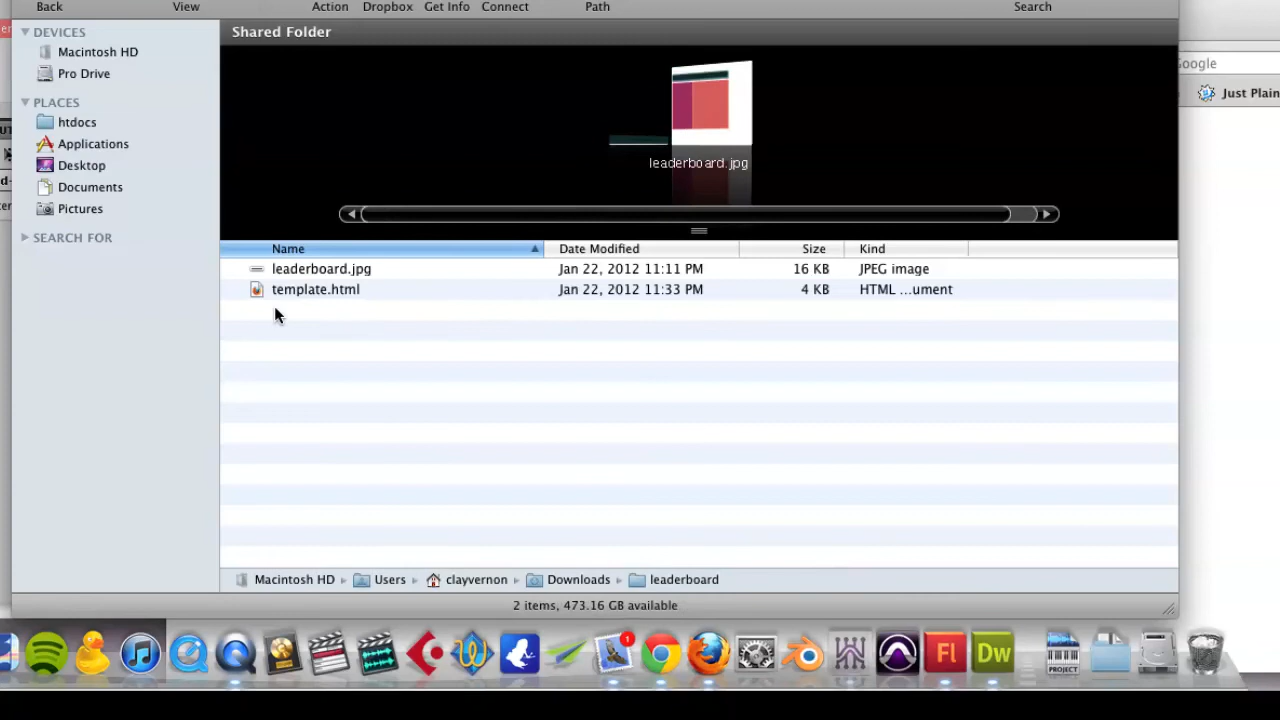 Back View Action Dropbox Get Info Connect Path Search
DEVICES
Macintosh HD
Pro Drive
PLACES
htdocs
Applications
Desktop
Documents
Pictures
SEARCH FOR
Shared Folder
leaderboard.jpg
Name Date Modified Size Kind
leaderboard.jpg Jan 22, 2012 11:11 PM 16 KB JPEG image
template.html Jan 22, 2012 11:33 PM 4 KB HTML ...ument
Macintosh HD Users clayvernon Downloads leaderboard
2 items, 473.16 GB available
Google
Just Plain
1
Fl
Dw
PROJECT